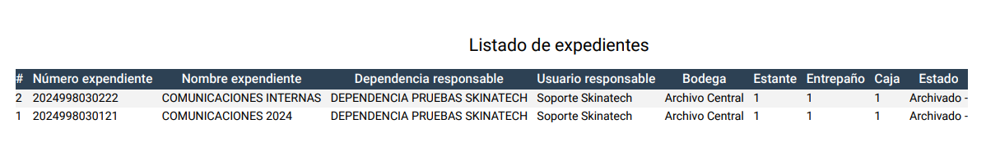 Listado de expedientes
# Número expendiente Nombre expendiente Dependencia responsable Usuario responsable Bodega Estante Entrepaño Caja Estado
2 2024998030222 COMUNICACIONES INTERNAS DEPENDENCIA PRUEBAS SKINATECH Soporte Skinatech Archivo Central 1 1 1 Archivado -
1 2024998030121 COMUNICACIONES 2024 DEPENDENCIA PRUEBAS SKINATECH Soporte Skinatech Archivo Central 1 1 1 Archivado -